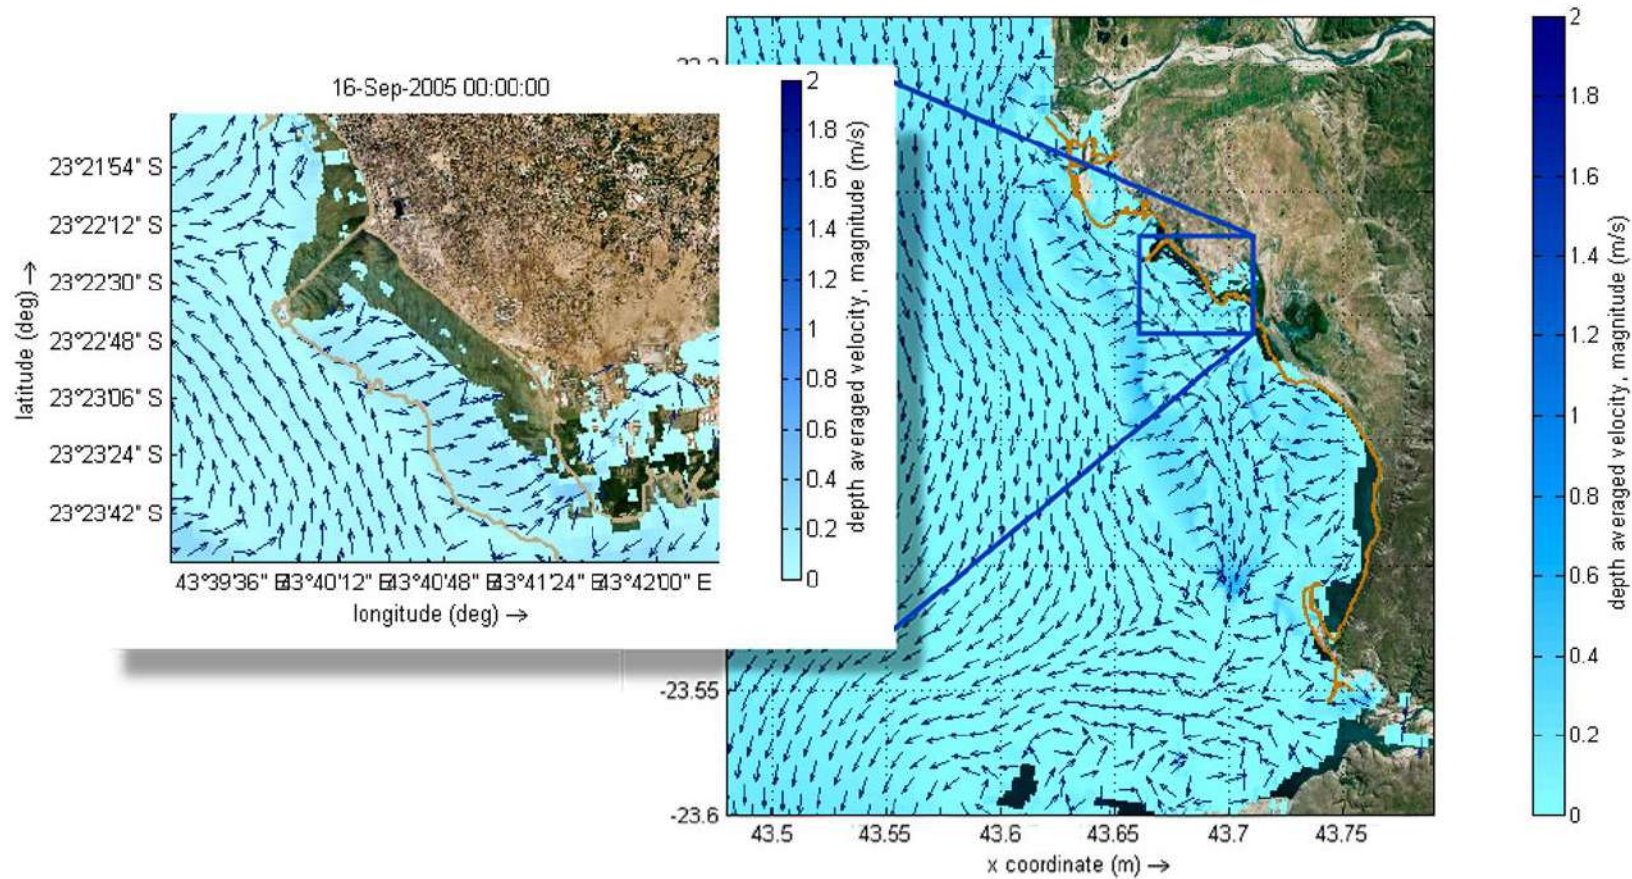 16-Sep-2005 00:00:00
2
1.8
1.6
1.4
1.2
1
0.8
0.6
0.4
0.2
0
depth averaged velocity, magnitude (m/s)
23°21'54" S
23°22'12" S
23°22'30" S
23°22'48" S
23°23'06" S
23°23'24" S
23°23'42" S
latitude (deg) →
43°39'36" E 43°40'12" E 43°40'48" E 43°41'24" E 43°42'00" E
longitude (deg) →
-23.55
-23.6
43.5 43.55 43.6 43.65 43.7 43.75
x coordinate (m) →
2
1.8
1.6
1.4
1.2
1
0.8
0.6
0.4
0.2
0
depth averaged velocity, magnitude (m/s)